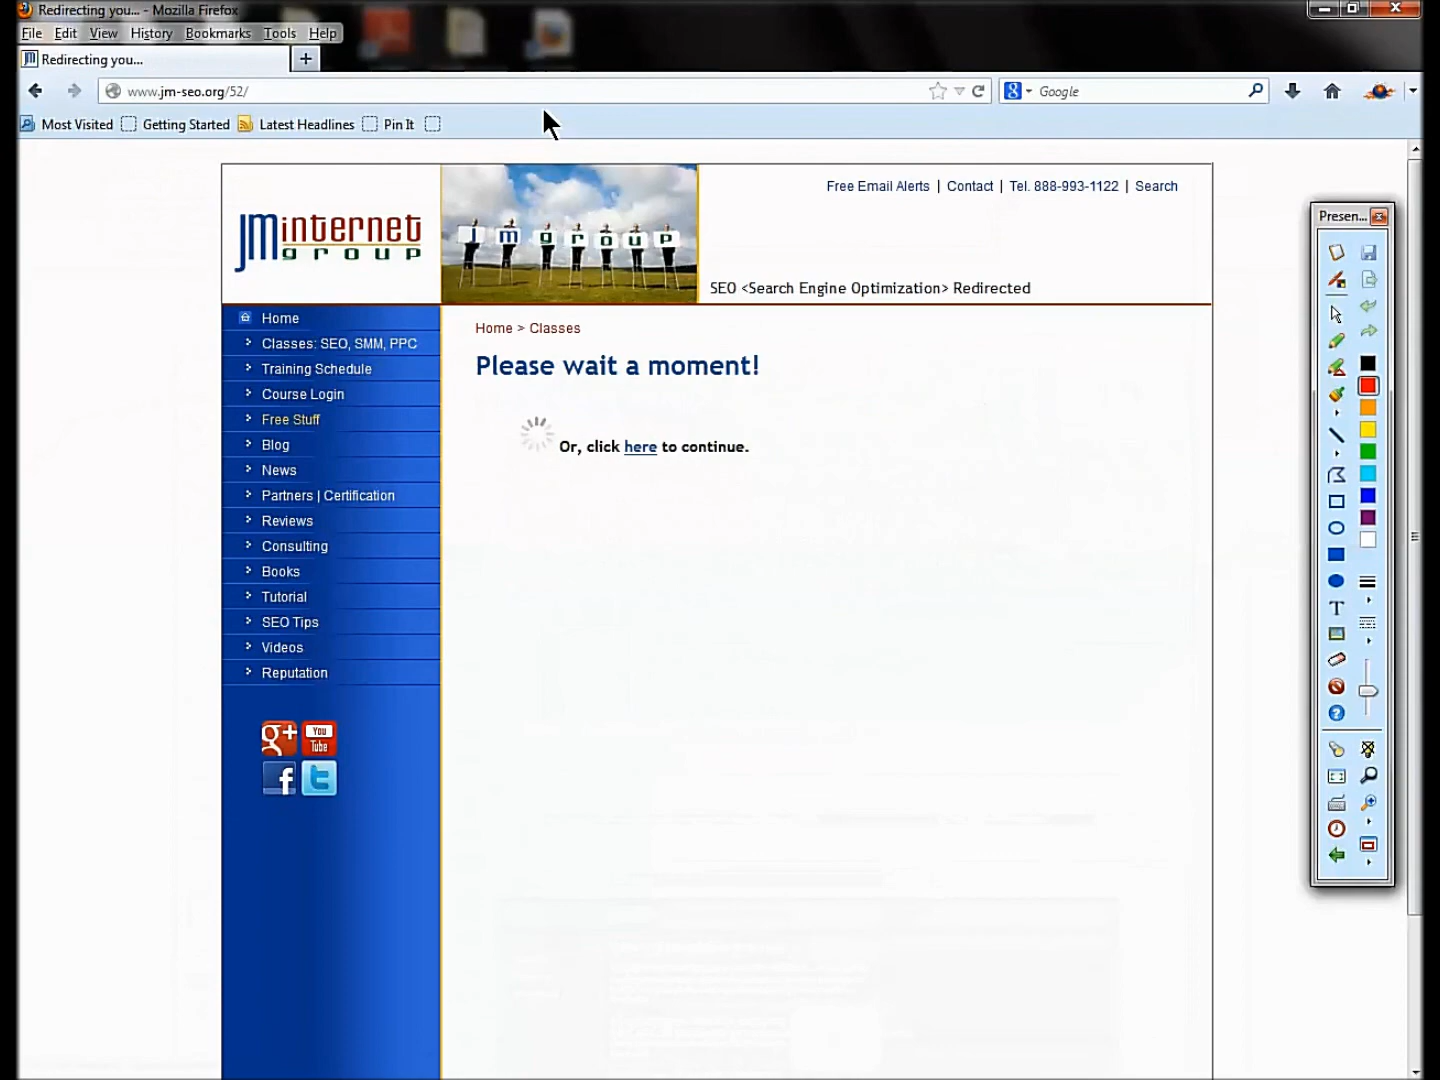 Redirecting you... - Mozilla Firefox
File Edit View History Bookmarks Tools Help
JM Redirecting you... +
www.jm-seo.org/52/
8 Google
Most Visited Getting Started Latest Headlines Pin It
JM internet group
j m g r o u p
Free Email Alerts | Contact | Tel. 888-993-1122 | Search
SEO <Search Engine Optimization> Redirected
Home
Classes: SEO, SMM, PPC
Training Schedule
Course Login
Free Stuff
Blog
News
Partners | Certification
Reviews
Consulting
Books
Tutorial
SEO Tips
Videos
Reputation
g+ You Tube
f t
Home > Classes
Please wait a moment!
Or, click here to continue.
Presen...
T